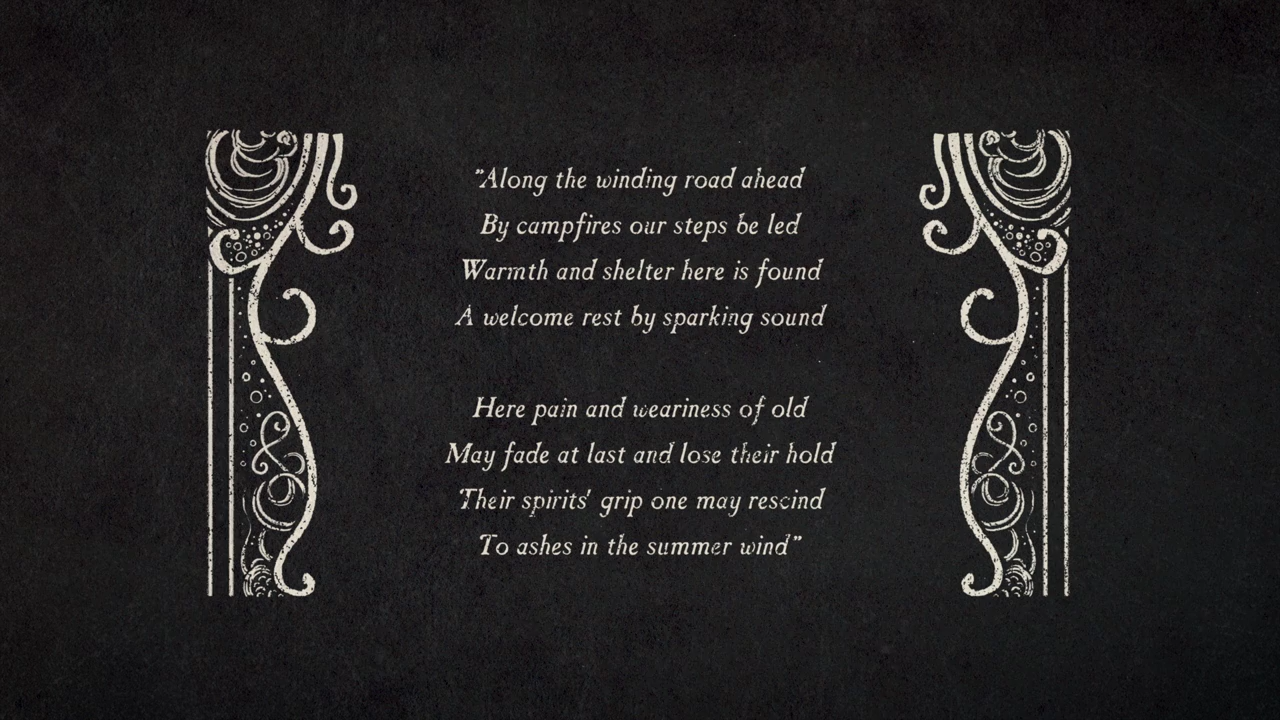 "Along the winding road ahead
By campfires our steps be led
Warmth and shelter here is found
A welcome rest by sparking sound
Here pain and weariness of old
May fade at last and lose their hold
Their spirits' grip one may rescind
To ashes in the summer wind"